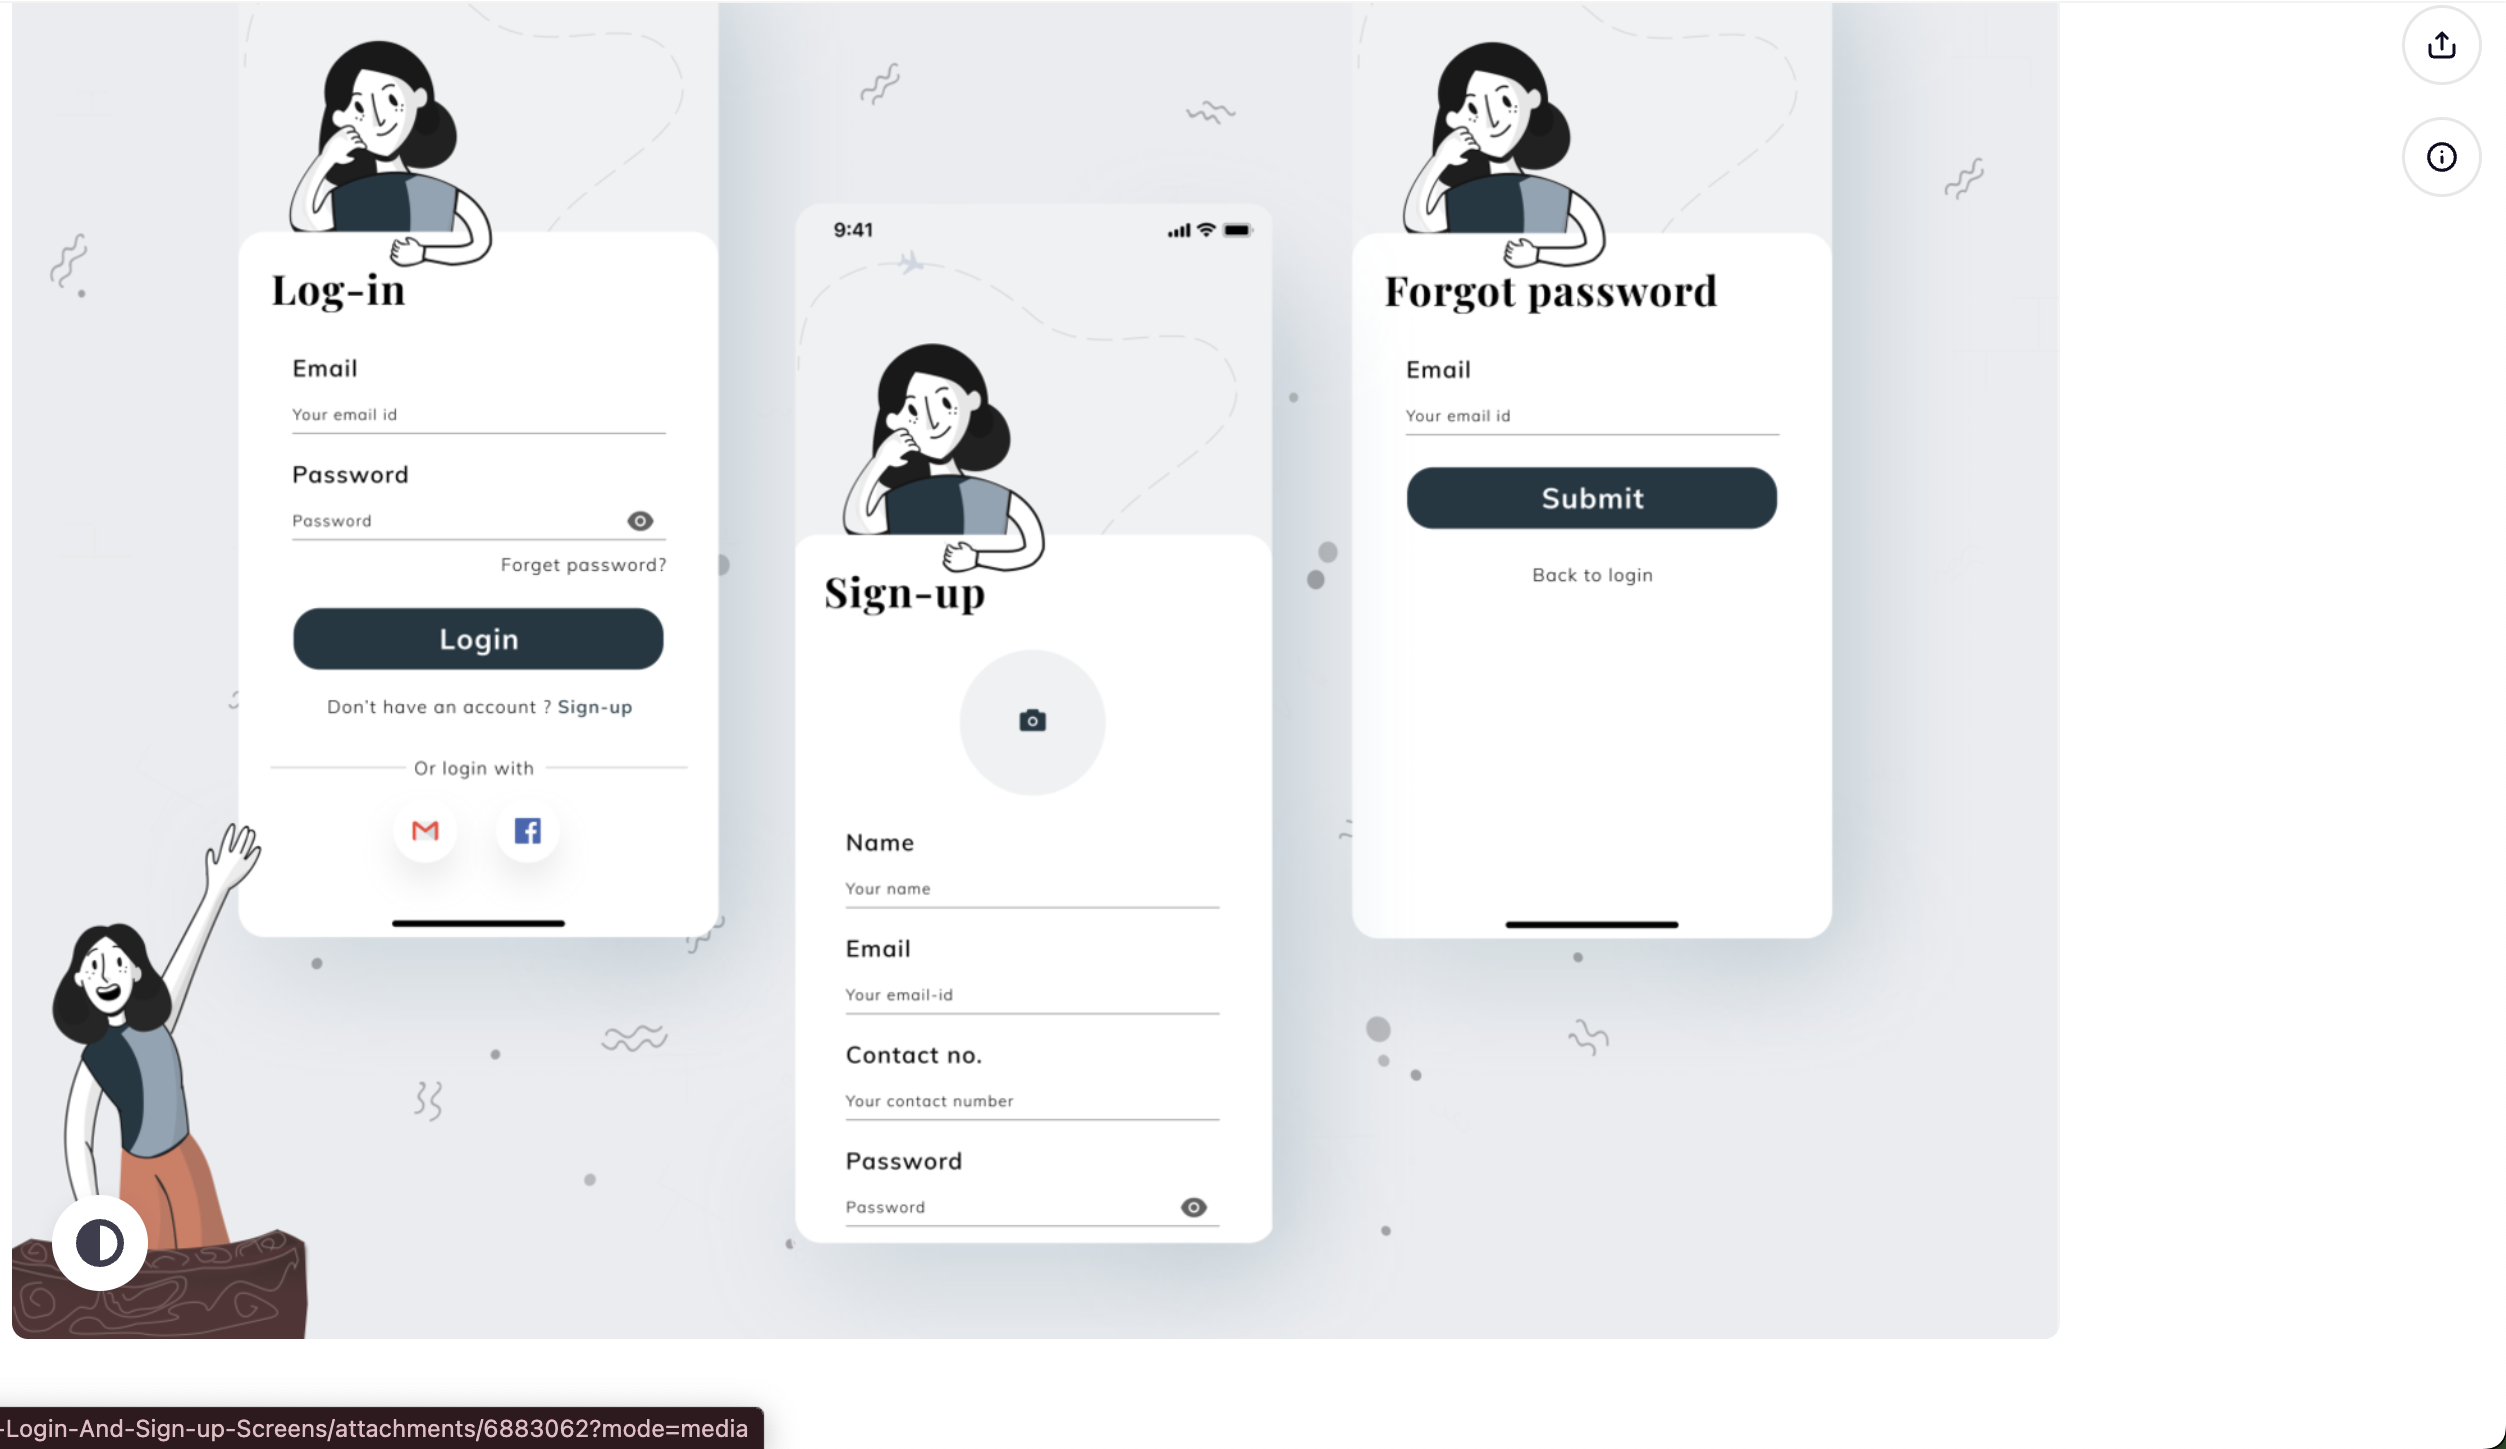 Log-in
Email
Your email id
Password
Password
Forget password?
Login
Don't have an account ? Sign-up
Or login with
9:41
Sign-up
Name
Your name
Email
Your email-id
Contact no.
Your contact number
Password
Password
Forgot password
Email
Your email id
Submit
Back to login
-Login-And-Sign-up-Screens/attachments/6883062?mode=media